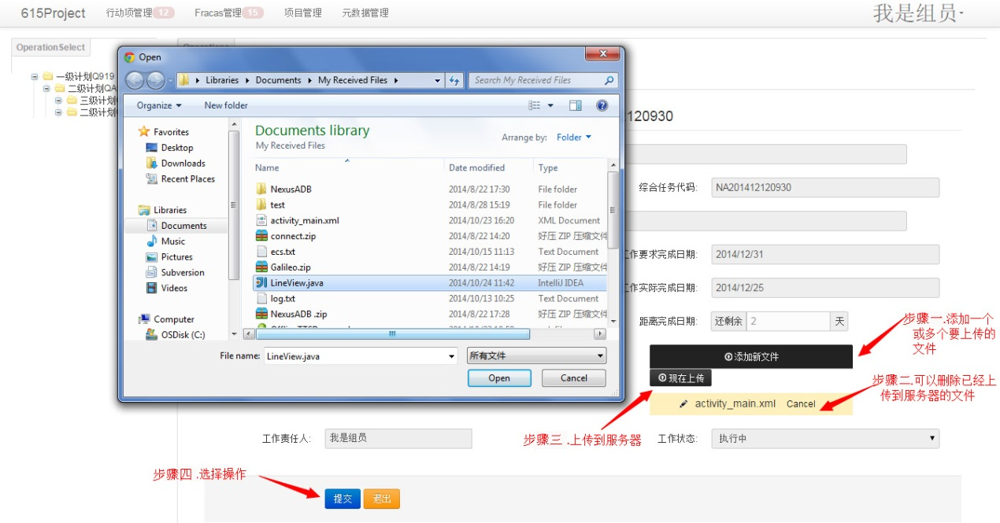 615Project 行动项管理 12 Fracas管理 15 项目管理 元数据管理 我是组员
OperationSelect
一级计划Q919
二级计划QA
三级计划
二级计划
Open
Libraries Documents My Received Files
Search My Received Files
Organize New folder
Favorites
Desktop
Downloads
Recent Places
Libraries
Documents
Music
Pictures
Subversion
Videos
Computer
OSDisk (C:)
Documents library
My Received Files
Arrange by: Folder
Name Date modified Type
NexusADB 2014/8/22 17:30 File folder
test 2014/8/28 15:19 File folder
activity_main.xml 2014/10/23 16:20 XML Document
connect.zip 2014/8/22 14:20 好压 ZIP 压缩文件
ecs.txt 2014/10/15 11:13 Text Document
Galileo.zip 2014/8/22 14:19 好压 ZIP 压缩文件
LineView.java 2014/10/24 11:42 IntelliJ IDEA
log.txt 2014/10/13 10:25 Text Document
NexusADB .zip 2014/8/22 17:28 好压 ZIP 压缩文件
File name: LineView.java 所有文件
Open Cancel
120930
综合任务代码: NA201412120930
工作要求完成日期: 2014/12/31
工作实际完成日期: 2014/12/25
距离完成日期: 还剩余 2 天
添加新文件
现在上传
activity_main.xml Cancel
步骤一.添加一个
或多个要上传的
文件
步骤二.可以删除已经上
传到服务器的文件
步骤三 .上传到服务器
工作责任人: 我是组员
工作状态: 执行中
步骤四 .选择操作
提交 退出